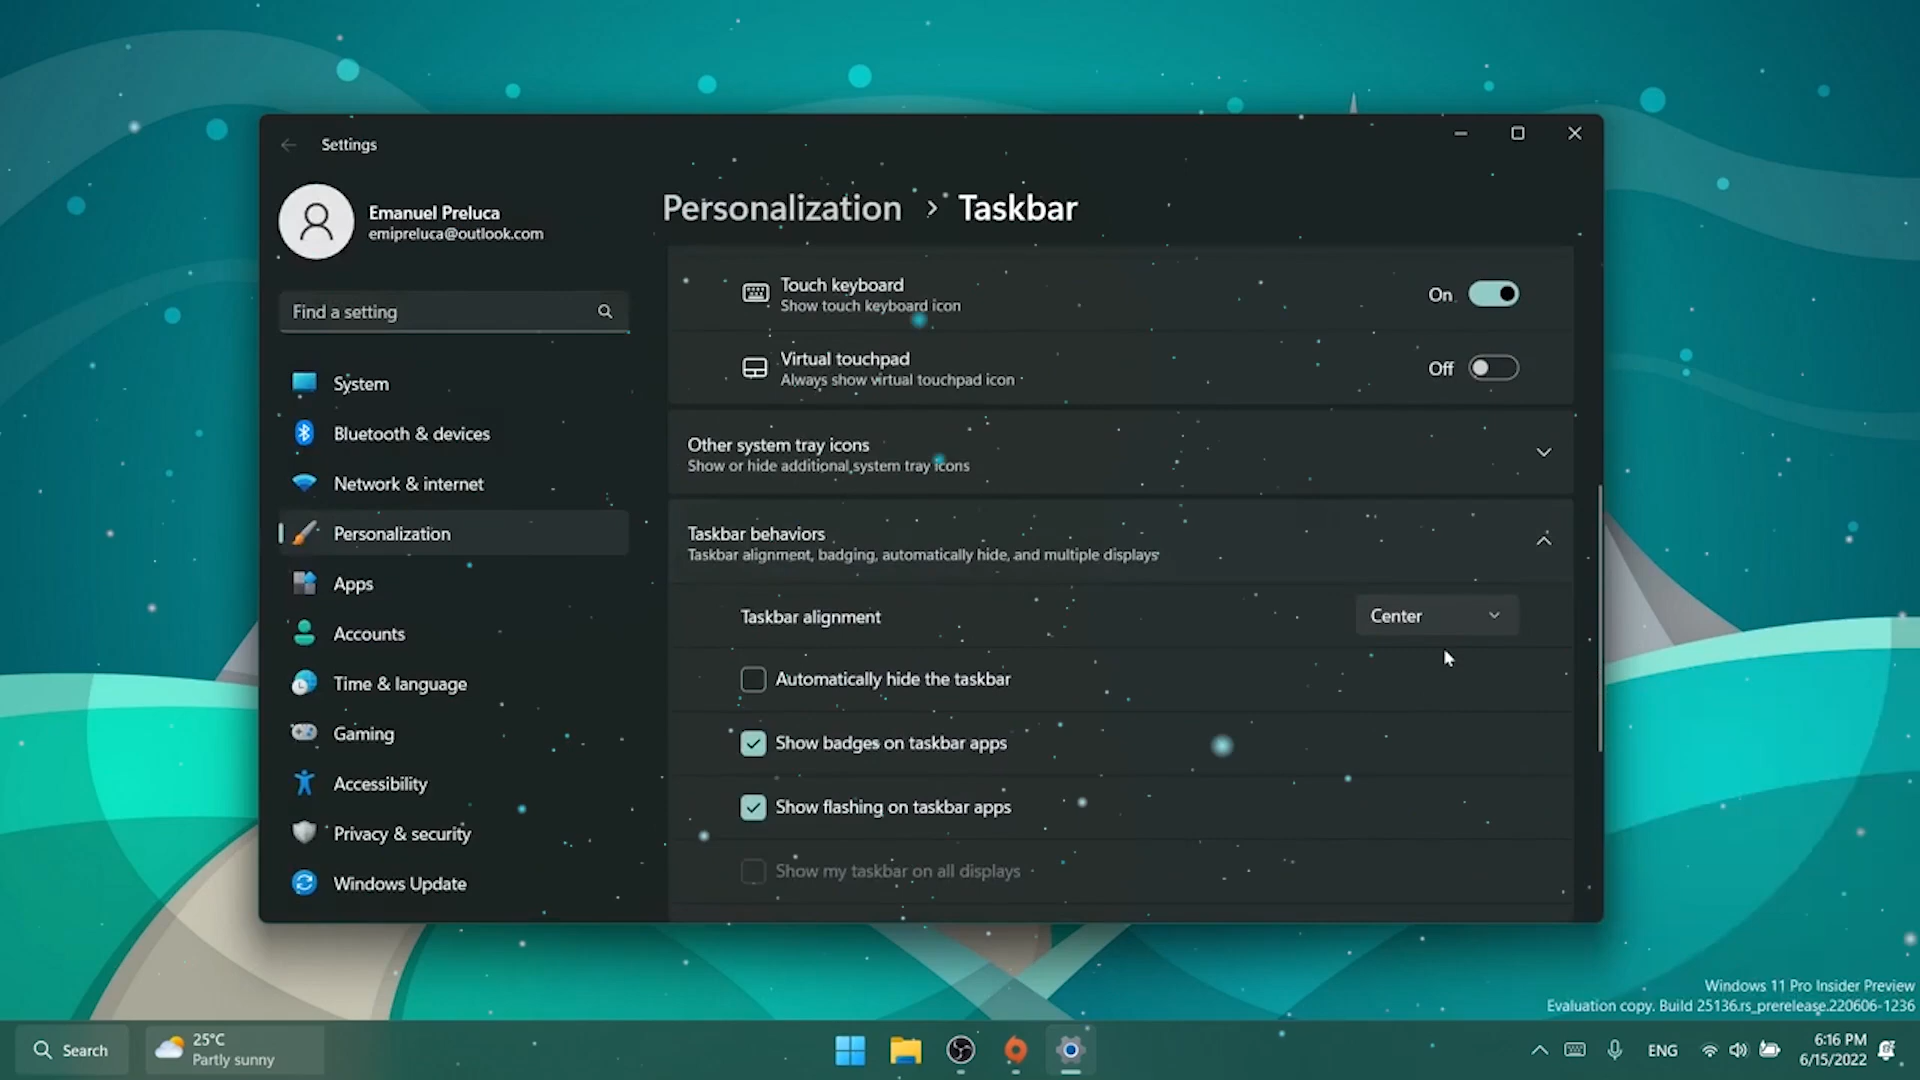 Settings
Emanuel Preluca
emipreluca@outlook.com
Find a setting
System
Bluetooth & devices
Network & internet
Personalization
Apps
Accounts
Time & language
Gaming
Accessibility
Privacy & security
Windows Update
Personalization > Taskbar
Touch keyboard
Show touch keyboard icon
On
Virtual touchpad
Always show virtual touchpad icon
Off
Other system tray icons
Show or hide additional system tray icons
Taskbar behaviors
Taskbar alignment, badging, automatically hide, and multiple displays
Taskbar alignment
Center
Automatically hide the taskbar
Show badges on taskbar apps
Show flashing on taskbar apps
Show my taskbar on all displays
Windows 11 Pro Insider Preview
Evaluation copy. Build 25136.rs_prerelease.220606-1236
Search
25°C
Partly sunny
ENG
6:16 PM
6/15/2022